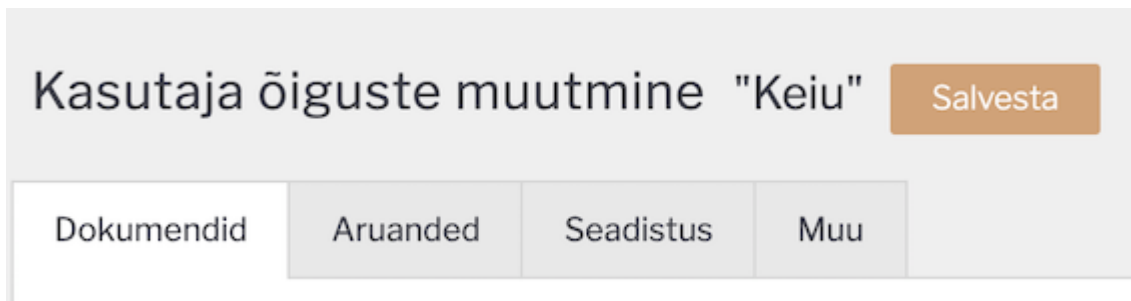 Kasutaja õiguste muutmine "Keiu" Salvesta
Dokumendid Aruanded Seadistus Muu